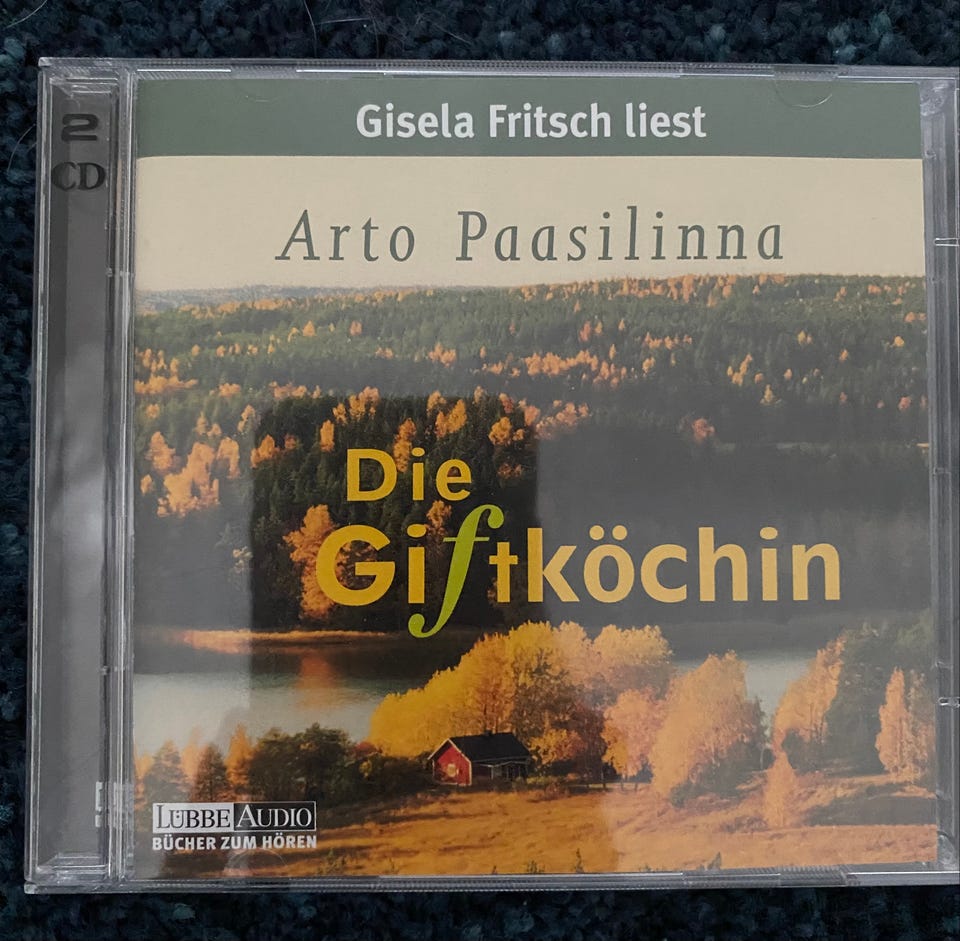 2
CD
Gisela Fritsch liest
Arto Paasilinna
Die
Giftköchin
LÜBBE AUDIO
BÜCHER ZUM HÖREN